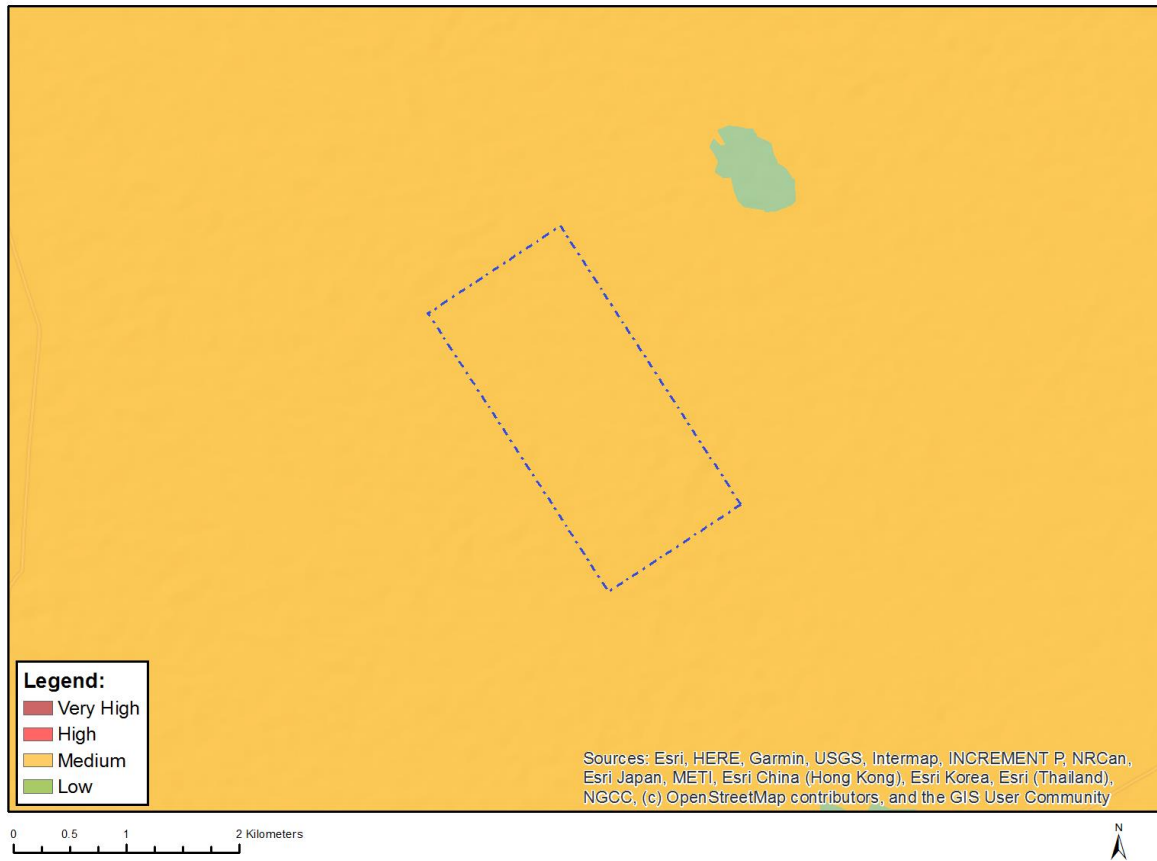 Legend:
Very High
High
Medium
Low
Sources: Esri, HERE, Garmin, USGS, Intermap, INCREMENT P, NRCan,
Esri Japan, METI, Esri China (Hong Kong), Esri Korea, Esri (Thailand),
NGCC, (c) OpenStreetMap contributors, and the GIS User Community
0 0.5 1 2 Kilometers
N